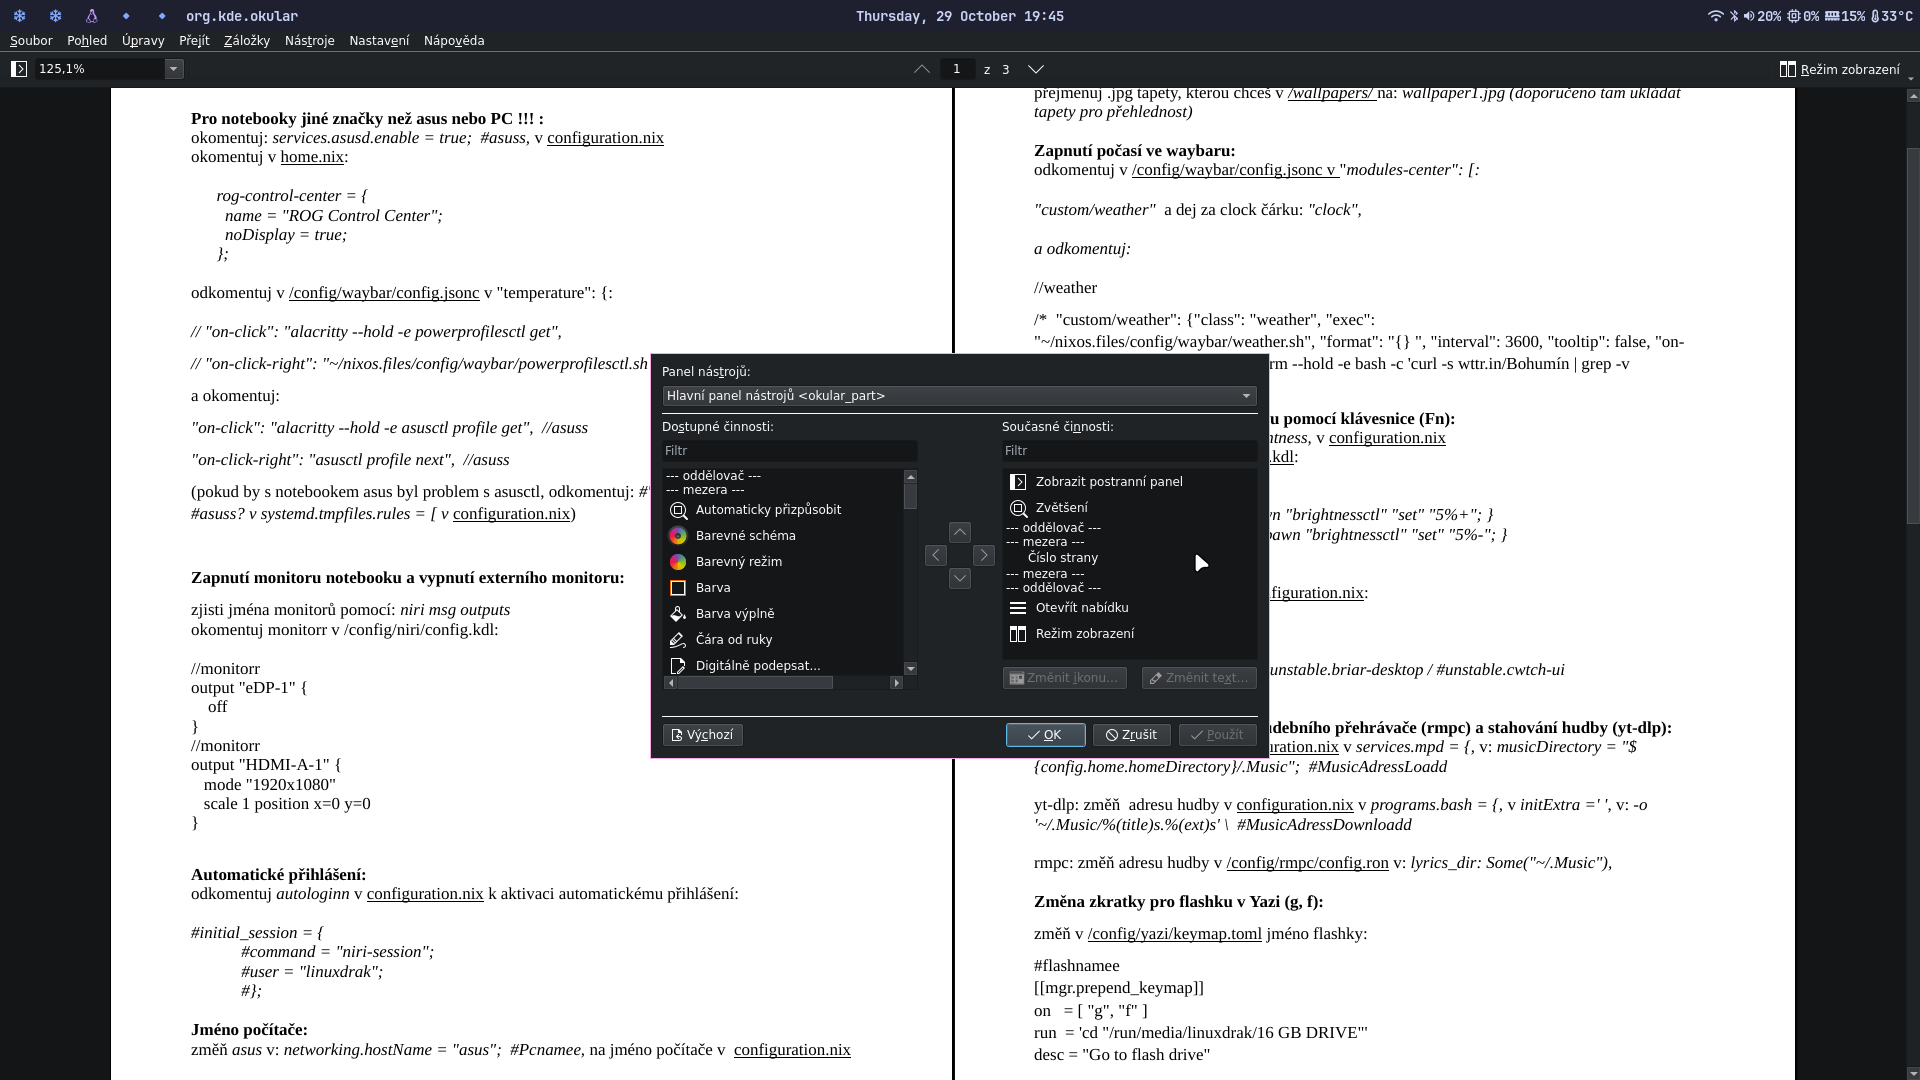 org.kde.okular
Thursday, 29 October 19:45
20% 0% 15% 33°C
Soubor Pohled Úpravy Přejít Záložky Nástroje Nastavení Nápověda
125,1%
1 z 3
Režim zobrazení
Pro notebooky jiné značky než asus nebo PC !!! :
okomentuj: services.asusd.enable = true;  #asuss, v configuration.nix
okomentuj v home.nix:
rog-control-center = {
name = "ROG Control Center";
noDisplay = true;
};
odkomentuj v /config/waybar/config.jsonc v "temperature": {:
// "on-click": "alacritty --hold -e powerprofilesctl get",
// "on-click-right": "~/nixos.files/config/waybar/powerprofilesctl.sh
a okomentuj:
"on-click": "alacritty --hold -e asusctl profile get",  //asuss
"on-click-right": "asusctl profile next",  //asuss
(pokud by s notebookem asus byl problem s asusctl, odkomentuj:
#asuss? v systemd.tmpfiles.rules = [ v configuration.nix)
Zapnutí monitoru notebooku a vypnutí externího monitoru:
zjisti jména monitorů pomocí: niri msg outputs
okomentuj monitorr v /config/niri/config.kdl:
//monitorr
output "eDP-1" {
off
}
//monitorr
output "HDMI-A-1" {
mode "1920x1080"
scale 1 position x=0 y=0
}
Automatické přihlášení:
odkomentuj autologinn v configuration.nix k aktivaci automatickému přihlášení:
#initial_session = {
#command = "niri-session";
#user = "linuxdrak";
#};
Jméno počítače:
změň asus v: networking.hostName = "asus";  #Pcnamee, na jméno počítače v  configuration.nix
přejmenuj .jpg tapety, kterou chceš v /wallpapers/ na: wallpaper1.jpg (doporučeno tam ukládat
tapety pro přehlednost)
Zapnutí počasí ve waybaru:
odkomentuj v /config/waybar/config.jsonc v "modules-center": [:
"custom/weather"  a dej za clock čárku: "clock",
a odkomentuj:
//weather
/*  "custom/weather": {"class": "weather", "exec":
"~/nixos.files/config/waybar/weather.sh", "format": "{} ", "interval": 3600, "tooltip": false, "on-
rm --hold -e bash -c 'curl -s wttr.in/Bohumín | grep -v
u pomocí klávesnice (Fn):
ntness, v configuration.nix
.kdl:
vn "brightnessctl" "set" "5%+"; }
pawn "brightnessctl" "set" "5%-"; }
figuration.nix:
unstable.briar-desktop / #unstable.cwtch-ui
udebního přehrávače (rmpc) a stahování hudby (yt-dlp):
uration.nix v services.mpd = {, v: musicDirectory = "$
{config.home.homeDirectory}/.Music";  #MusicAdressLoadd
yt-dlp: změň  adresu hudby v configuration.nix v programs.bash = {, v initExtra =' ', v: -o
'~/.Music/%(title)s.%(ext)s' \  #MusicAdressDownloadd
rmpc: změň adresu hudby v /config/rmpc/config.ron v: lyrics_dir: Some("~/.Music"),
Změna zkratky pro flashku v Yazi (g, f):
změň v /config/yazi/keymap.toml jméno flashky:
#flashnamee
[[mgr.prepend_keymap]]
on   = [ "g", "f" ]
run  = 'cd "/run/media/linuxdrak/16 GB DRIVE"'
desc = "Go to flash drive"
Panel nástrojů:
Hlavní panel nástrojů <okular_part>
Dostupné činnosti:
Filtr
--- oddělovač ---
--- mezera ---
Automaticky přizpůsobit
Barevné schéma
Barevný režim
Barva
Barva výplně
Čára od ruky
Digitálně podepsat...
Současné činnosti:
Filtr
Zobrazit postranní panel
Zvětšení
--- oddělovač ---
--- mezera ---
Číslo strany
--- mezera ---
--- oddělovač ---
Otevřít nabídku
Režim zobrazení
Změnit ikonu... Změnit text...
Výchozí OK Zrušit Použít